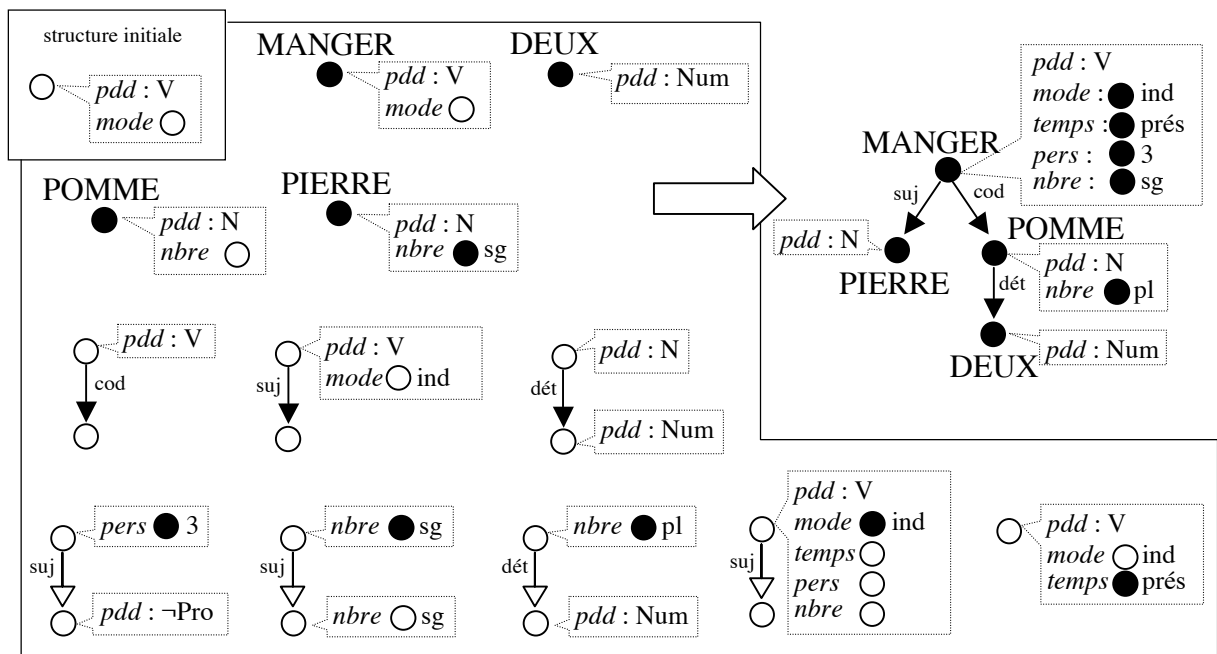 structure initiale
pdd : V
mode
MANGER
pdd : V
mode
DEUX
pdd : Num
POMME
pdd : N
nbre
PIERRE
pdd : N
nbre sg
pdd : V
mode : ind
temps : prés
pers : 3
nbre : sg
MANGER
suj
cod
pdd : N
PIERRE
POMME
pdd : N
nbre pl
dét
DEUX
pdd : Num
pdd : V
cod
pdd : V
mode ind
suj
pdd : N
dét
pdd : Num
pers 3
suj
pdd : ¬Pro
nbre sg
suj
nbre sg
nbre pl
dét
pdd : Num
pdd : V
mode ind
temps
pers
nbre
suj
pdd : V
mode ind
temps prés